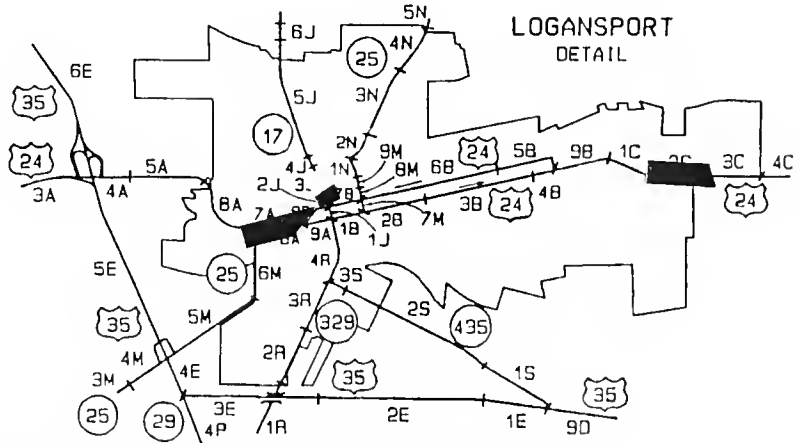 LOGANSPORT
DETAIL
5N
6J
4N
25
6E
35
5J
3N
17
2N
9M
24
5B
9B
1C
24
5A
4J
1N
8M
6B
3C
4C
3A
4A
2J
7B
4B
24
8A
7A
3B
24
9A
1B
2B
7M
1J
5E
25
6M
4R
3S
35
5M
3R
2S
329
435
4M
2R
1S
35
3M
4E
35
25
29
3E
2E
1E
4P
1R
9D